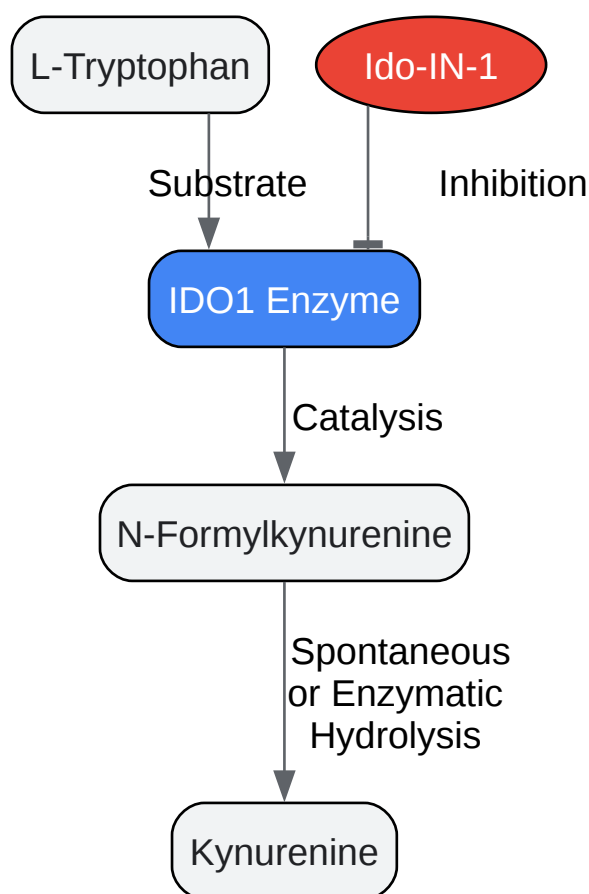 L-Tryptophan
Ido-IN-1
Substrate
Inhibition
IDO1 Enzyme
Catalysis
N-Formylkynurenine
Spontaneous
or Enzymatic
Hydrolysis
Kynurenine